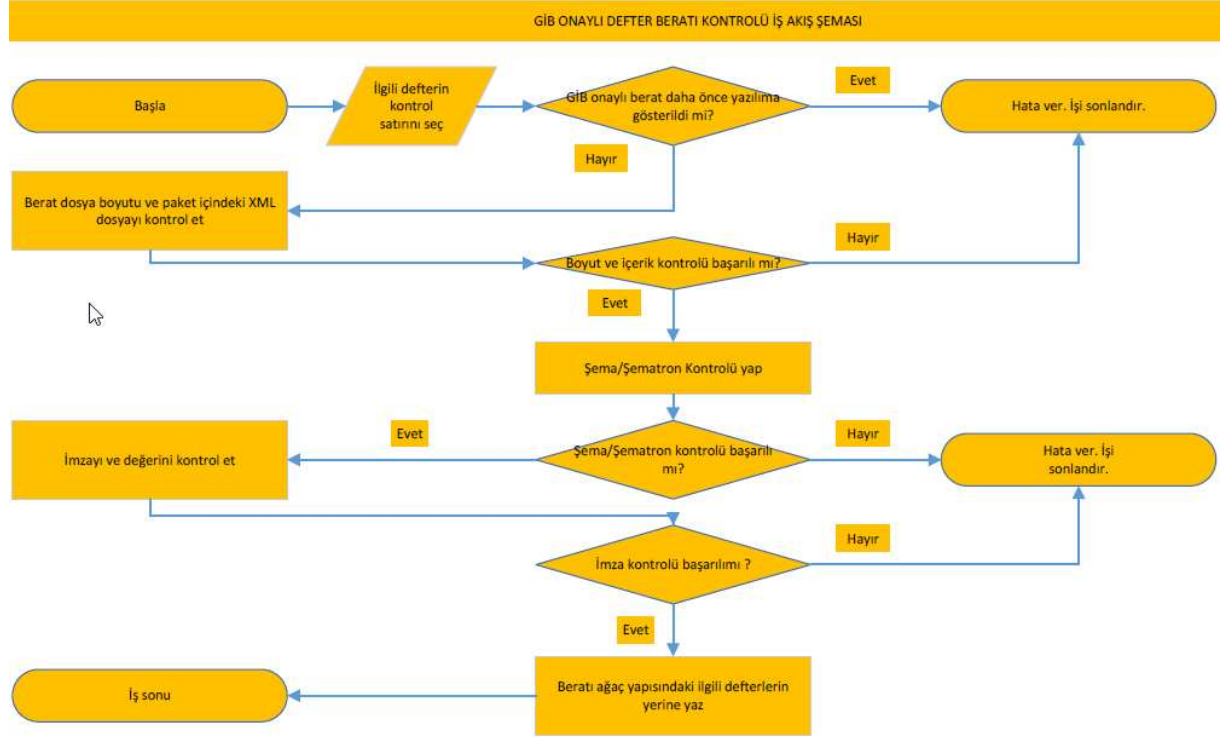 GİB ONAYLI DEFTER BERATI KONTROLÜ İŞ AKIŞ ŞEMASI
Başla
İlgili defterin
kontrol
satırını seç
GİB onaylı berat daha önce yazılıma
gösterildi mi?
Evet
Hata ver. İşi sonlandır.
Hayır
Berat dosya boyutu ve paket içindeki XML
dosyayı kontrol et
Boyut ve içerik kontrolü başarılı mı?
Hayır
Evet
Şema/Şematron Kontrolü yap
Şema/Şematron kontrolü başarılı
mı?
Evet
Hayır
İmzayı ve değerini kontrol et
Hata ver. İşi
sonlandır.
İmza kontrolü başarılımı ?
Hayır
Evet
Beratı ağaç yapısındaki ilgili defterlerin
yerine yaz
İş sonu